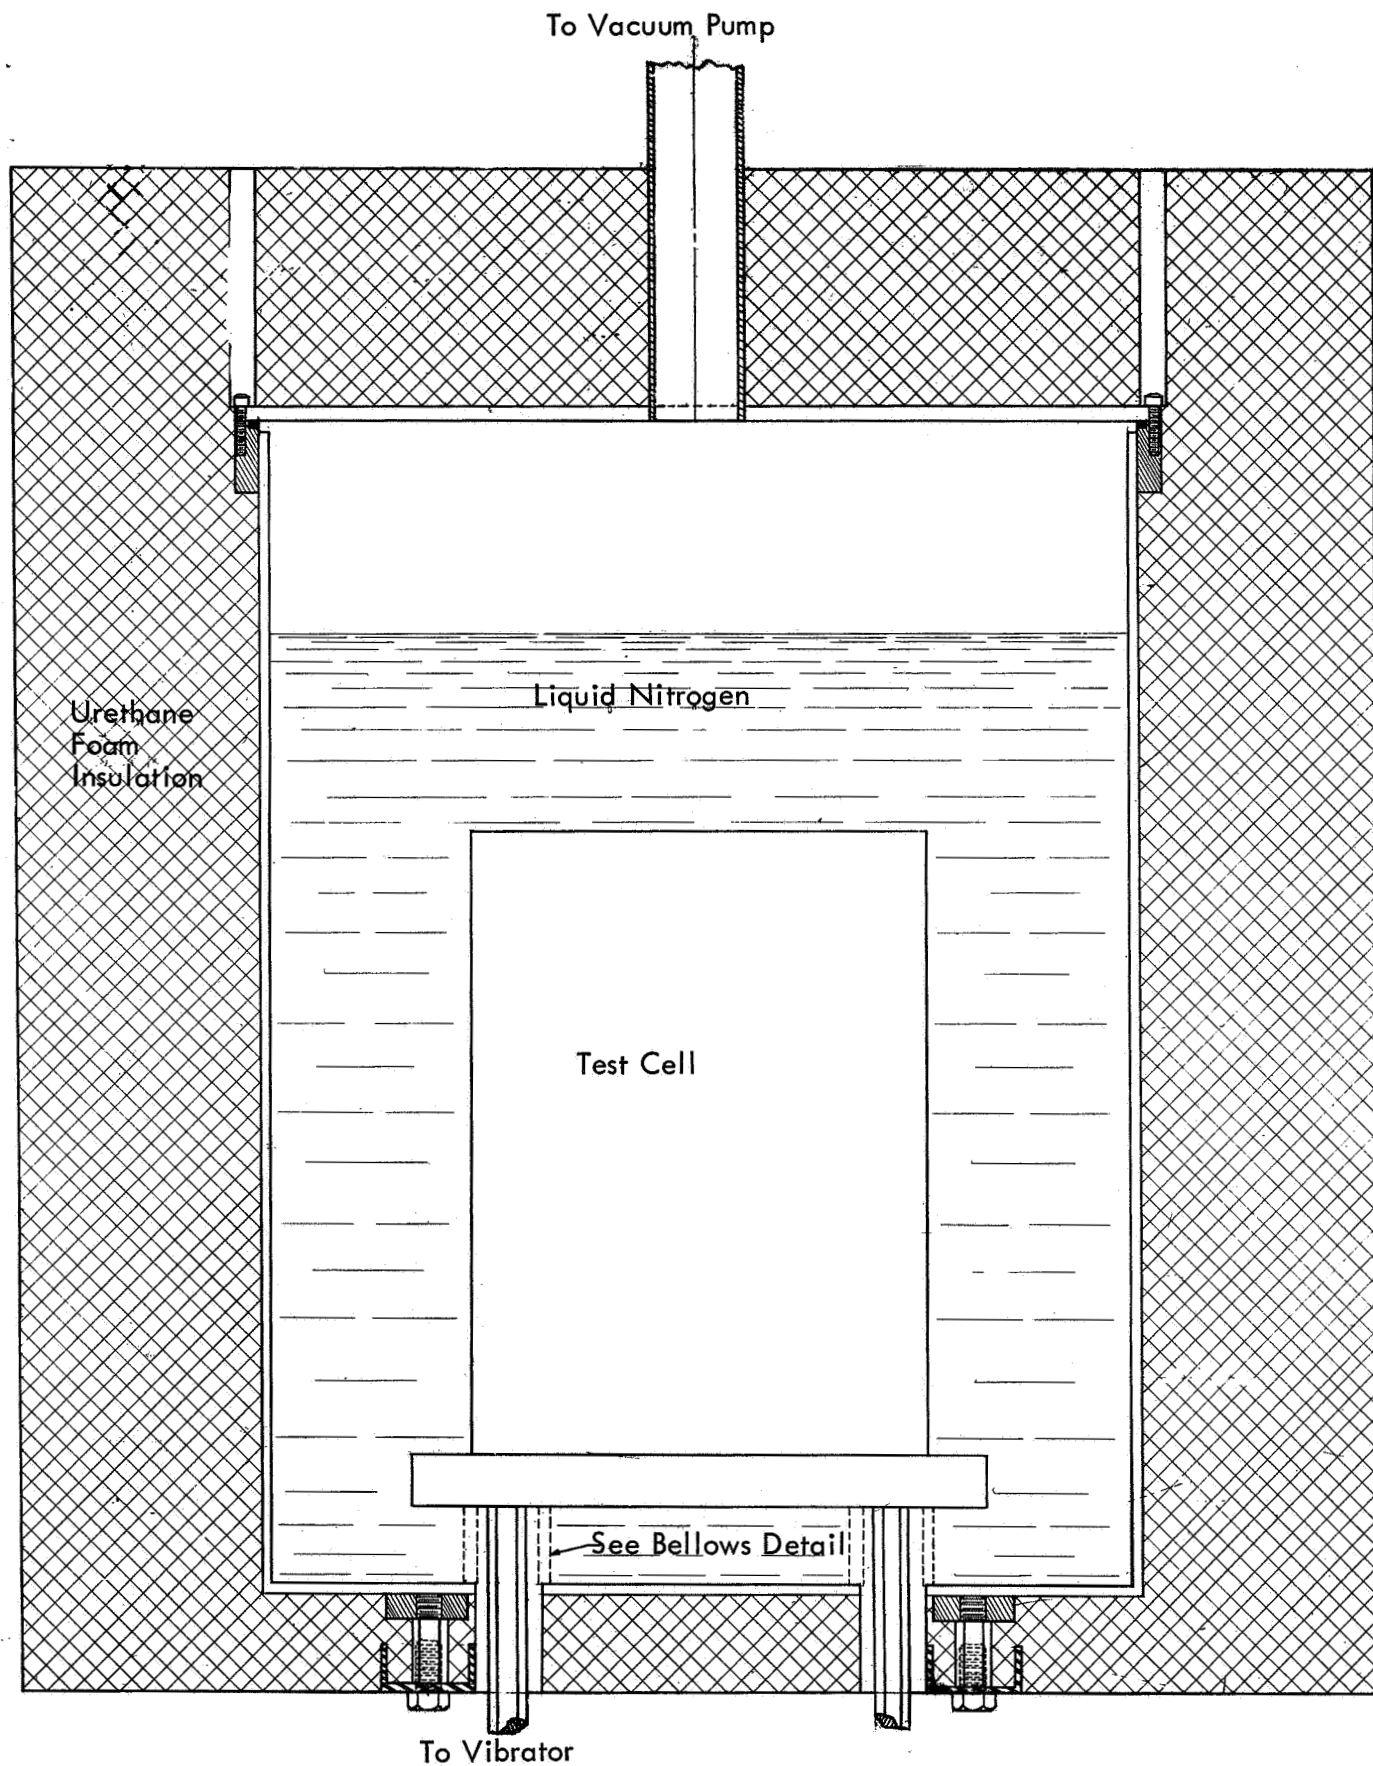 To Vacuum Pump
Liquid Nitrogen
Urethane
Foam
Insulation
Test Cell
See Bellows Detail
To Vibrator